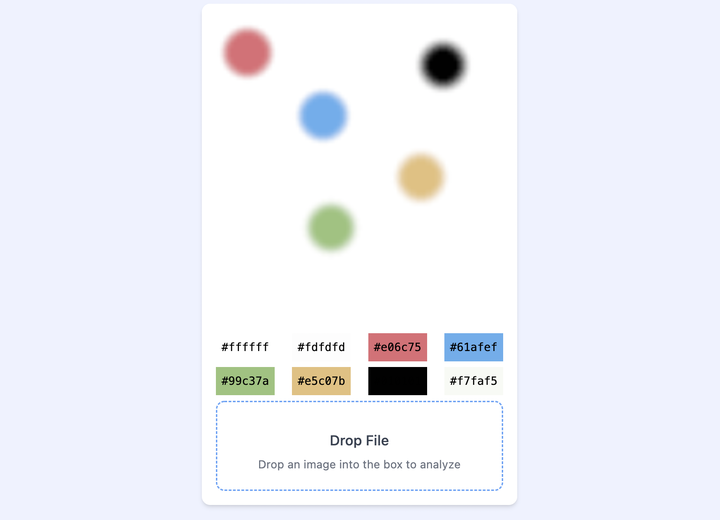 #ffffff #fdfdfd #e06c75 #61afef
#99c37a #e5c07b #f7faf5
Drop File
Drop an image into the box to analyze